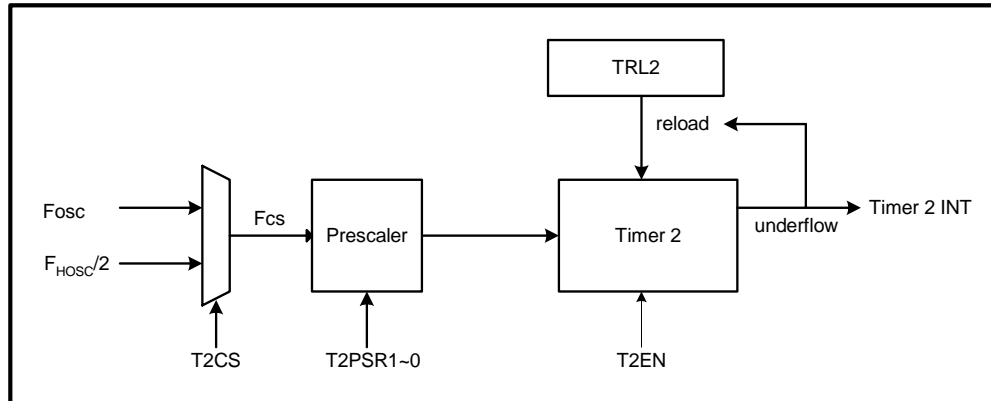 TRL2
reload
Fosc
Fcs
Prescaler
Timer 2
Timer 2 INT
underflow
FHOSC/2
T2CS
T2PSR1~0
T2EN